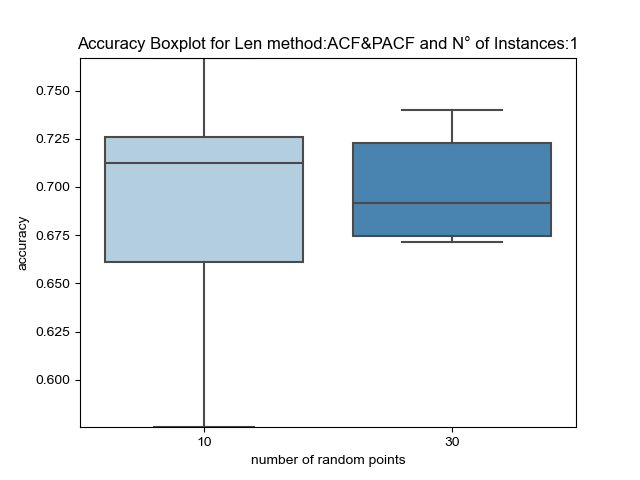 Accuracy Boxplot for Len method:ACF&PACF and N° of Instances:1
0.750
0.725
0.700
0.675
0.650
0.625
0.600
accuracy
10 30
number of random points